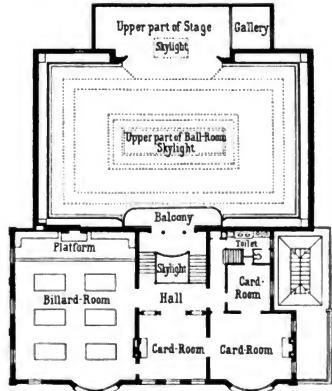 Upper part of Stage
Gallery
Skylight
Upper part of Ball-Room
Skylight
Balcony
Platform
Toilet
Skylight
Card-
Room
Billard-Room
Hall
Card-Room
Card-Room